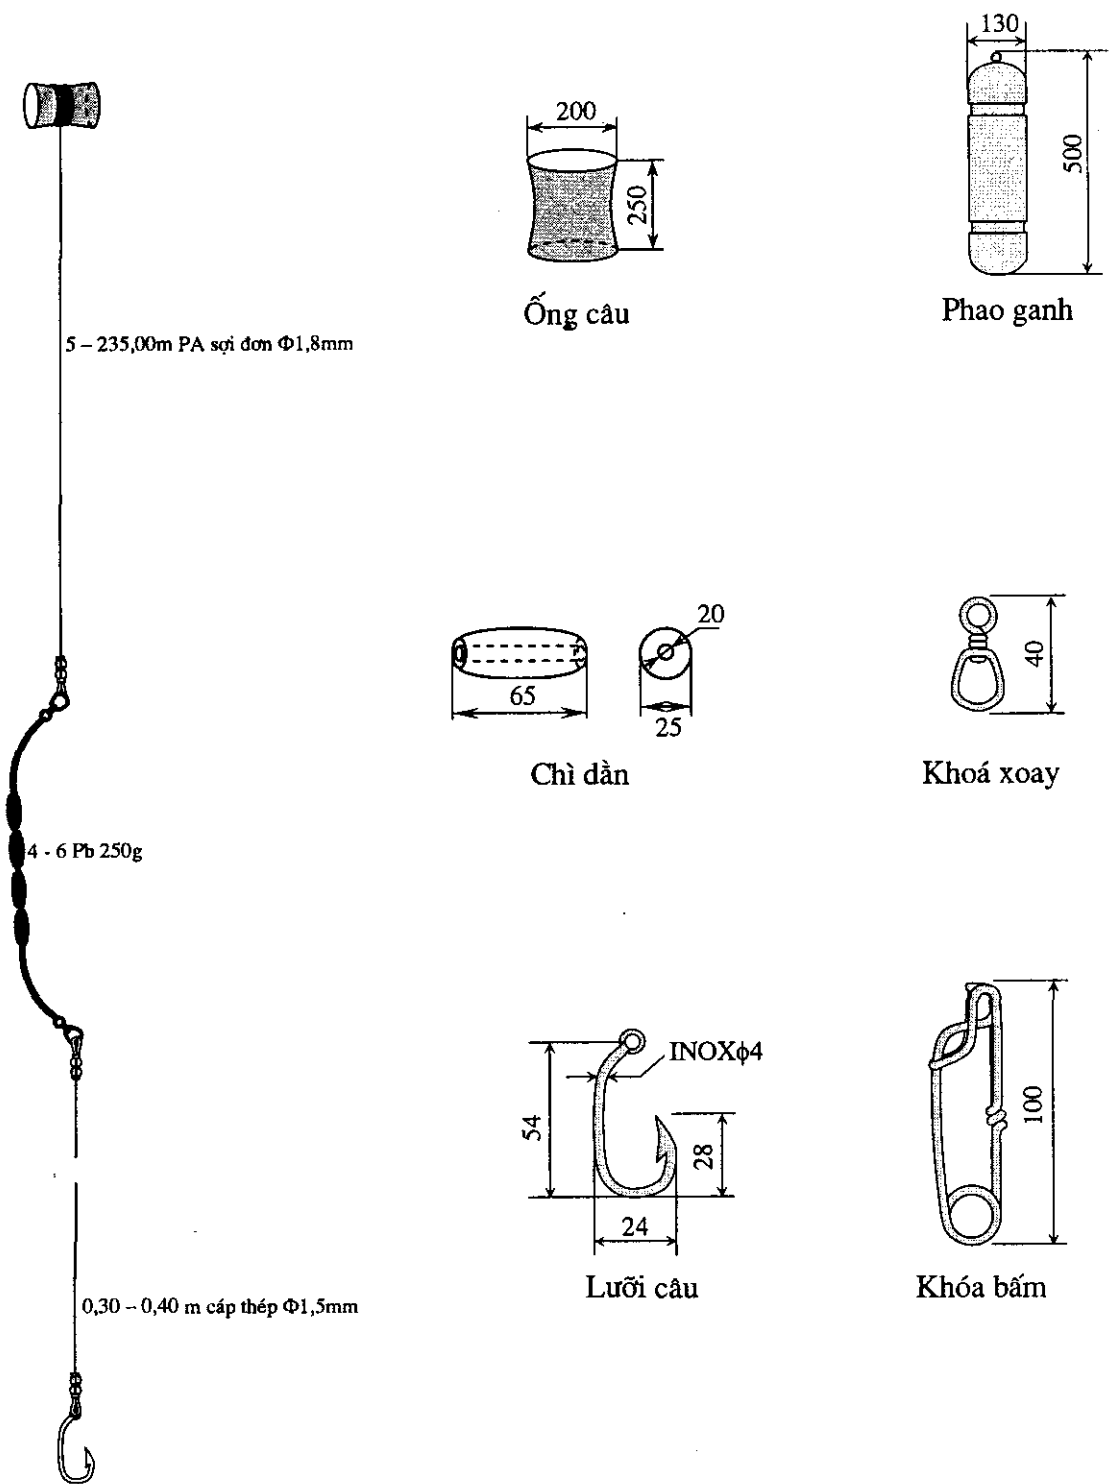 130
500
200
250
Ống câu
Phao ganh
5 – 235,00m PA sợi đơn Φ1,8mm
20
65
25
40
Chì dằn
Khoá xoay
4 - 6 Pb 250g
INOXϕ4
54
28
24
100
Lưỡi câu
Khóa bấm
0,30 – 0,40 m cáp thép Φ1,5mm